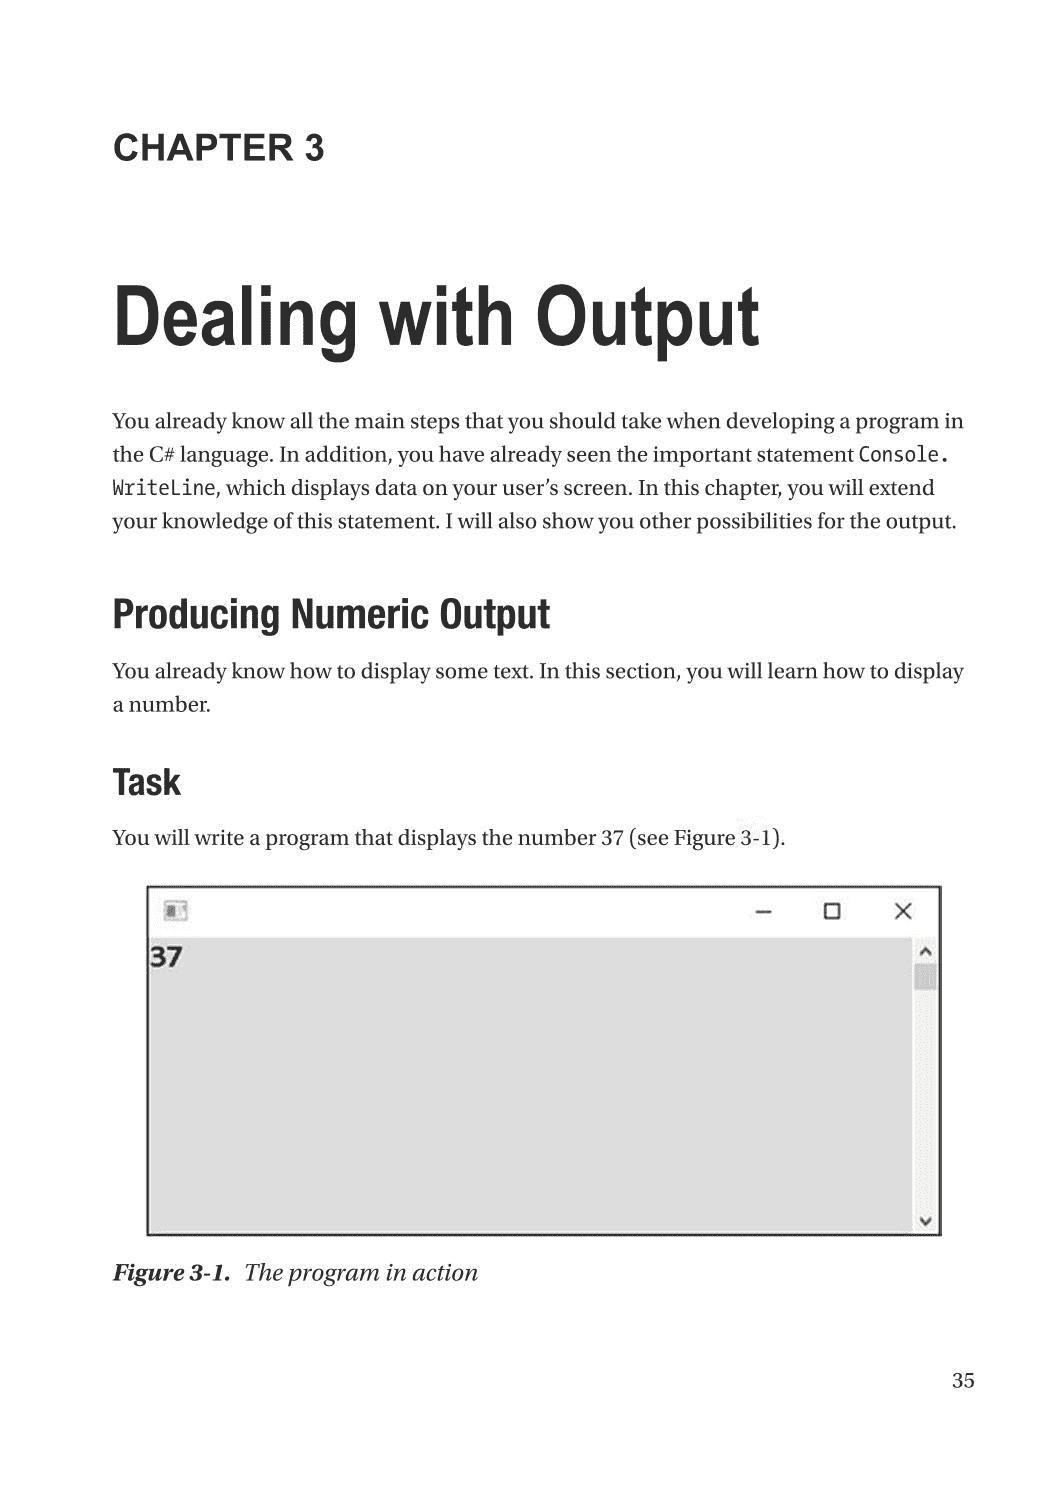 CHAPTER 3
Dealing with Output
You already know all the main steps that you should take when developing a program in
the C# language. In addition, you have already seen the important statement Console.
WriteLine, which displays data on your user’s screen. In this chapter, you will extend
your knowledge of this statement. I will also show you other possibilities for the output.
Producing Numeric Output
You already know how to display some text. In this section, you will learn how to display
a number.
Task
You will write a program that displays the number 37 (see Figure 3-1).
37
Figure 3-1. The program in action
35